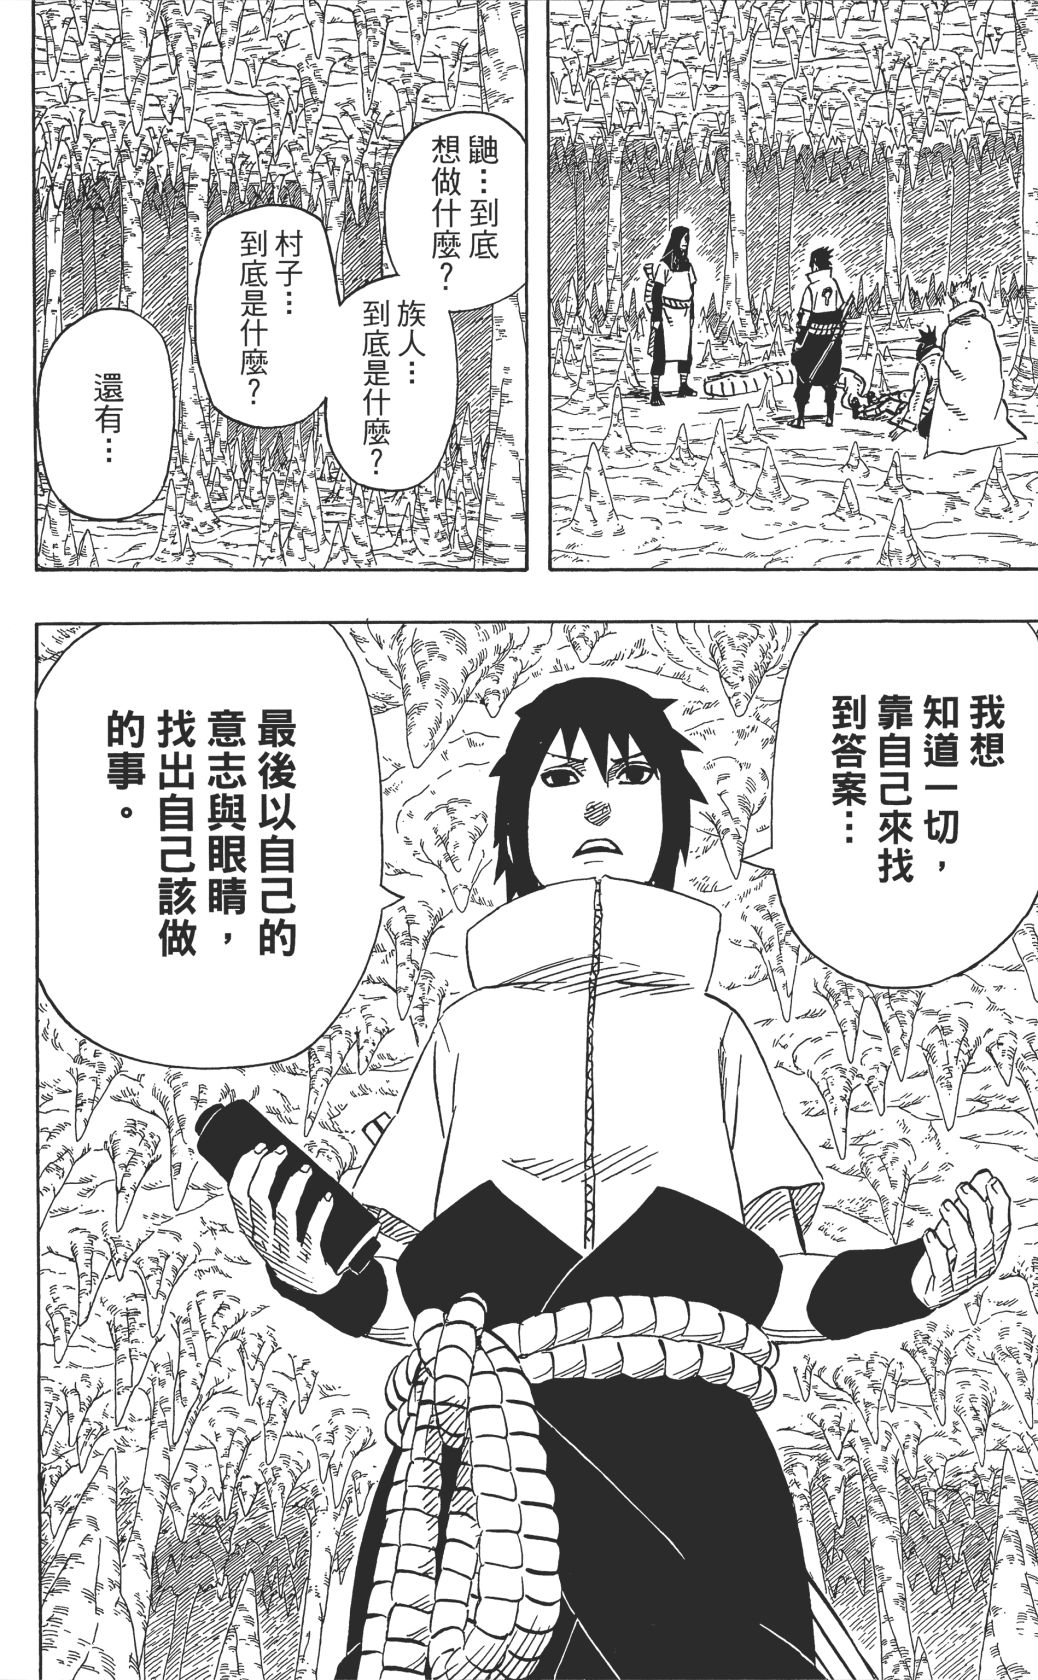 鼬…到底
想做什麼？
族人…
到底是什麼？
村子…
到底是什麼？
還有…
我想
知道一切，
靠自己來找
到答案…
最後以自己的
意志與眼睛，
找出自己該做
的事。